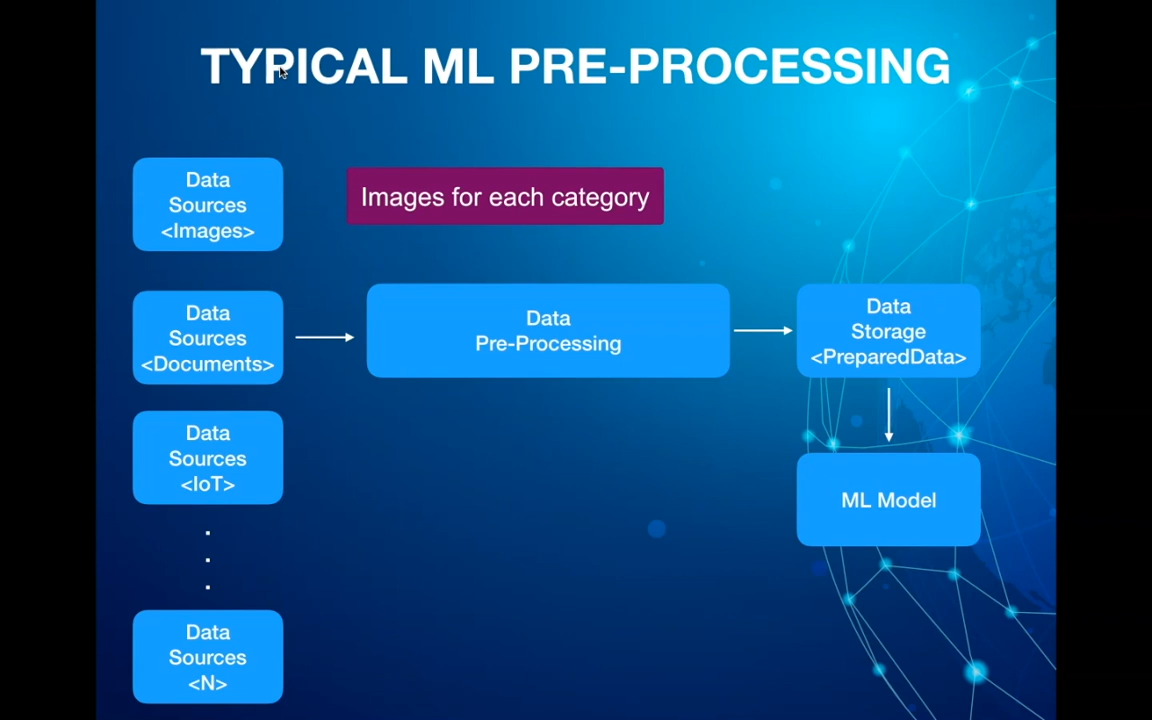 TYPICAL ML PRE-PROCESSING
Data
Sources
<Images>
Images for each category
Data
Sources
<Documents>
Data
Pre-Processing
Data
Storage
<PreparedData>
Data
Sources
<IoT>
ML Model
.
.
.
Data
Sources
<N>